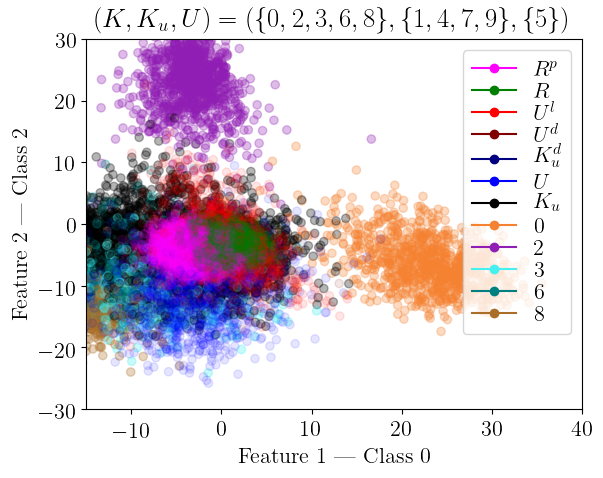 (K, K_u, U) = ({0, 2, 3, 6, 8}, {1, 4, 7, 9}, {5})
30
20
10
0
−10
−20
−30
Feature 2 — Class 2
−10
0
10
20
30
40
Feature 1 — Class 0
R^p
R
U^l
U^d
K_u^d
U
K_u
0
2
3
6
8